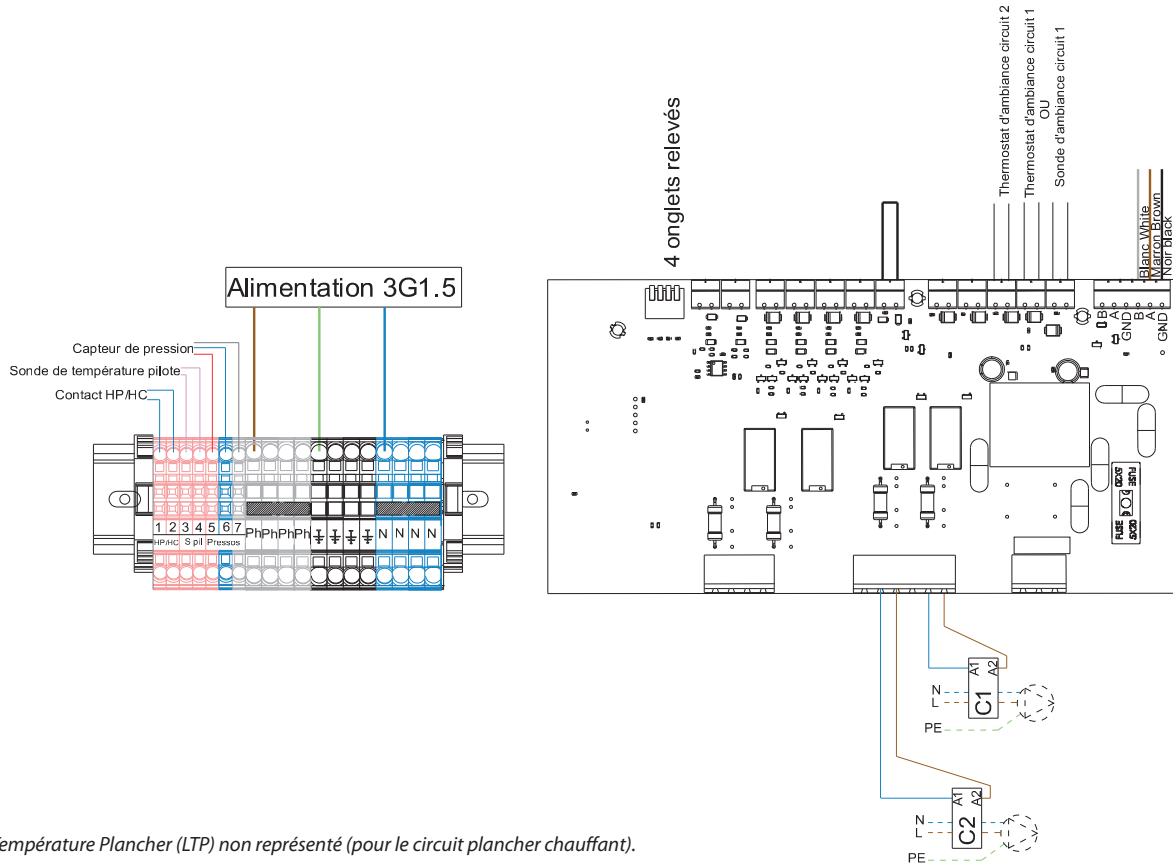 4 onglets relevés
Thermostat d'ambiance circuit 2
Thermostat d'ambiance circuit 1
OU
Sonde d'ambiance circuit 1
Blanc White
Marron Brown
Noir black
Alimentation 3G1.5
Capteur de pression
Sonde de température pilote
Contact HP/HC
1 2 3 4 5 6 7 Ph Ph Ph Ph N N N N
HP/HC S pil Pressos
B A GND B A GND
FUSE
5X20
FUSE
5X20
A1 A2
C1
N
L
PE
A1 A2
C2
N
L
PE
Température Plancher (LTP) non représenté (pour le circuit plancher chauffant).